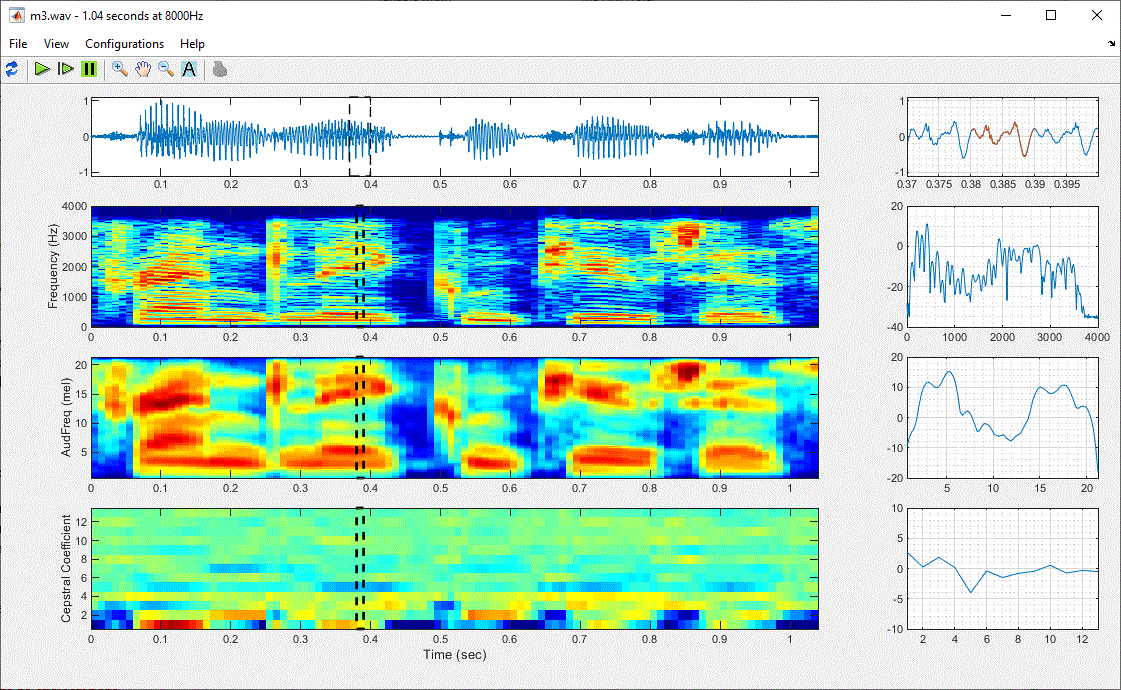 m3.wav - 1.04 seconds at 8000Hz
File View Configurations Help
A
1
0
-1
0.1 0.2 0.3 0.4 0.5 0.6 0.7 0.8 0.9 1
1
0
-1
0.37 0.375 0.38 0.385 0.39 0.395
Frequency (Hz)
4000
3000
2000
1000
0
0 0.1 0.2 0.3 0.4 0.5 0.6 0.7 0.8 0.9 1
20
0
-20
-40
0 1000 2000 3000 4000
AudFreq (mel)
20
15
10
5
0 0.1 0.2 0.3 0.4 0.5 0.6 0.7 0.8 0.9 1
20
10
0
-10
-20
5 10 15 20
Cepstral Coefficient
12
10
8
6
4
2
0 0.1 0.2 0.3 0.4 0.5 0.6 0.7 0.8 0.9 1
Time (sec)
10
5
0
-5
-10
2 4 6 8 10 12